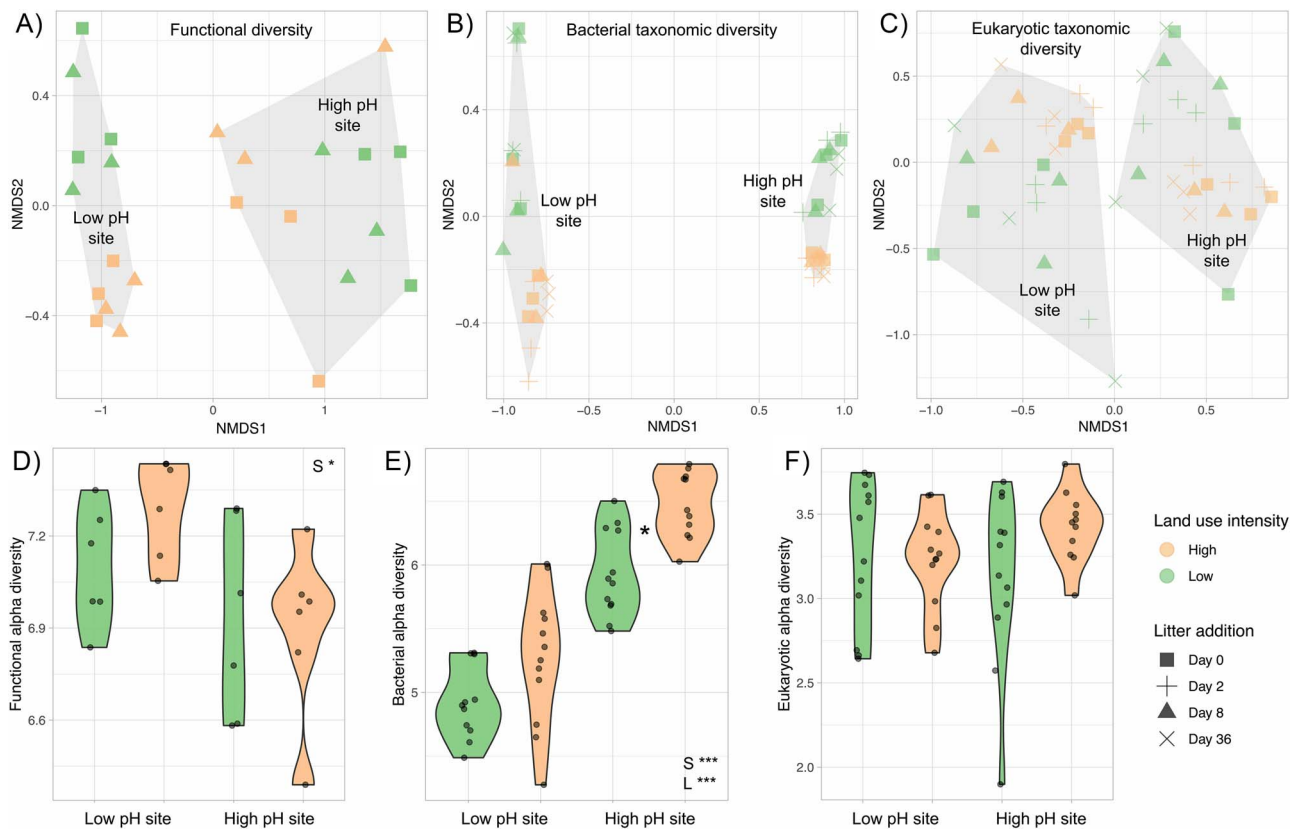 A)
Functional diversity
High pH
site
Low pH
site
NMDS2
0.4
0.0
−0.4
−1
0
1
NMDS1
B)
Bacterial taxonomic diversity
Low pH
site
High pH
site
NMDS2
0.8
0.4
0.0
−0.4
−1.0
−0.5
0.0
0.5
1.0
NMDS1
C)
Eukaryotic taxonomic
diversity
High pH
site
Low pH
site
NMDS2
0.5
0.0
−0.5
−1.0
−1.0
−0.5
0.0
0.5
NMDS1
D)
S *
Functional alpha diversity
7.2
6.9
6.6
Low pH site
High pH site
E)
*
S ***
L ***
Bacterial alpha diversity
6
5
Low pH site
High pH site
F)
Eukaryotic alpha diversity
3.5
3.0
2.5
2.0
Low pH site
High pH site
Land use intensity
High
Low
Litter addition
Day 0
Day 2
Day 8
Day 36